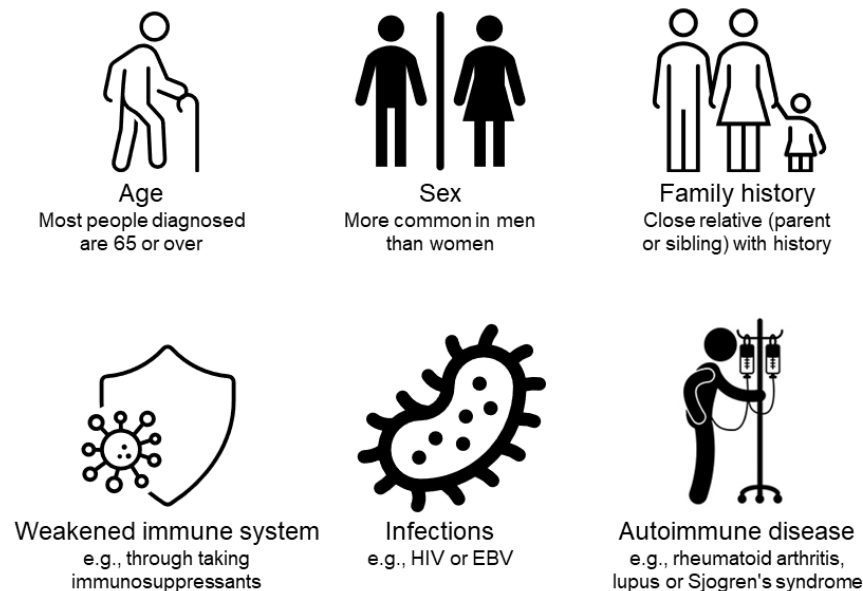 Age
Most people diagnosed
are 65 or over
Sex
More common in men
than women
Family history
Close relative (parent
or sibling) with history
Weakened immune system
e.g., through taking
immunosuppressants
Infections
e.g., HIV or EBV
Autoimmune disease
e.g., rheumatoid arthritis,
lupus or Sjogren's syndrome